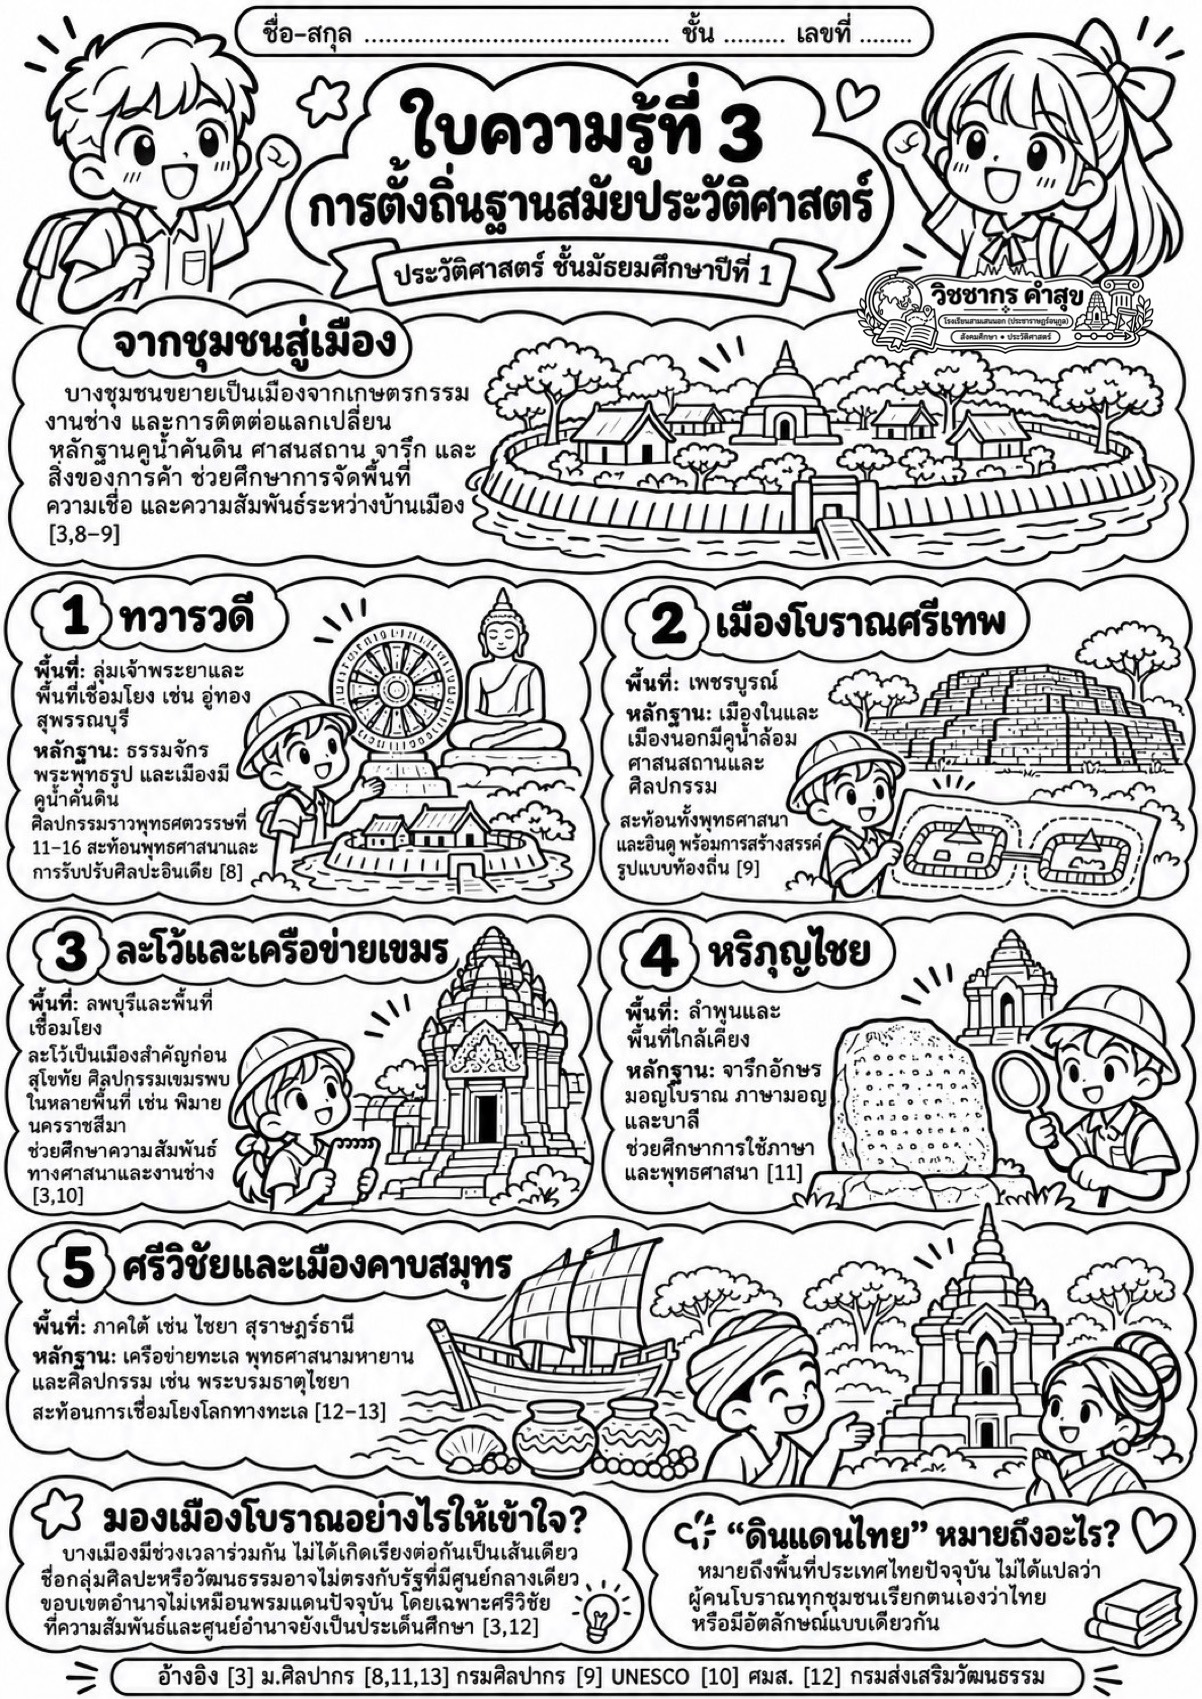 ชื่อ-สกุล ........................................ ชั้น ......... เลขที่ ........
ใบความรู้ที่ 3
การตั้งถิ่นฐานสมัยประวัติศาสตร์
ประวัติศาสตร์ ชั้นมัธยมศึกษาปีที่ 1
วิชชากร คำสุข
โรงเรียนสามเสนนอก (ประชาราษฎร์อนุกูล)
สังคมศึกษา • ประวัติศาสตร์
จากชุมชนสู่เมือง
บางชุมชนขยายเป็นเมืองจากเกษตรกรรม
งานช่าง และการติดต่อแลกเปลี่ยน
หลักฐานคูน้ำคันดิน ศาสนสถาน จารึก และ
สิ่งของการค้า ช่วยศึกษาการจัดพื้นที่
ความเชื่อ และความสัมพันธ์ระหว่างบ้านเมือง
[3,8-9]
1 ทวารวดี
พื้นที่: ลุ่มเจ้าพระยาและ
พื้นที่เชื่อมโยง เช่น อู่ทอง
สุพรรณบุรี
หลักฐาน: ธรรมจักร
พระพุทธรูป และเมืองมี
คูน้ำคันดิน
ศิลปกรรมราวพุทธศตวรรษที่
11-16 สะท้อนพุทธศาสนาและ
การรับปรับศิลปะอินเดีย [8]
2 เมืองโบราณศรีเทพ
พื้นที่: เพชรบูรณ์
หลักฐาน: เมืองในและ
เมืองนอกมีคูน้ำล้อม
ศาสนสถานและ
ศิลปกรรม
สะท้อนทั้งพุทธศาสนา
และฮินดู พร้อมการสร้างสรรค์
รูปแบบท้องถิ่น [9]
3 ละโว้และเครือข่ายเขมร
พื้นที่: ลพบุรีและพื้นที่
เชื่อมโยง
ละโว้เป็นเมืองสำคัญก่อน
สุโขทัย ศิลปกรรมเขมรพบ
ในหลายพื้นที่ เช่น พิมาย
นครราชสีมา
ช่วยศึกษาความสัมพันธ์
ทางศาสนาและงานช่าง
[3,10]
4 หริภุญไชย
พื้นที่: ลำพูนและ
พื้นที่ใกล้เคียง
หลักฐาน: จารึกอักษร
มอญโบราณ ภาษามอญ
และบาลี
ช่วยศึกษาการใช้ภาษา
และพุทธศาสนา [11]
5 ศรีวิชัยและเมืองคาบสมุทร
พื้นที่: ภาคใต้ เช่น ไชยา สุราษฎร์ธานี
หลักฐาน: เครือข่ายทะเล พุทธศาสนามหายาน
และศิลปกรรม เช่น พระบรมธาตุไชยา
สะท้อนการเชื่อมโยงโลกทางทะเล [12-13]
มองเมืองโบราณอย่างไรให้เข้าใจ?
บางเมืองมีช่วงเวลาร่วมกัน ไม่ได้เกิดเรียงต่อกันเป็นเส้นเดียว
ชื่อกลุ่มศิลปะหรือวัฒนธรรมอาจไม่ตรงกับรัฐที่มีศูนย์กลางเดียว
ขอบเขตอำนาจไม่เหมือนพรมแดนปัจจุบัน โดยเฉพาะศรีวิชัย
ที่ความสัมพันธ์และศูนย์อำนาจยังเป็นประเด็นศึกษา [3,12]
"ดินแดนไทย" หมายถึงอะไร?
หมายถึงพื้นที่ประเทศไทยปัจจุบัน ไม่ได้แปลว่า
ผู้คนโบราณทุกชุมชนเรียกตนเองว่าไทย
หรือมีอัตลักษณ์แบบเดียวกัน
อ้างอิง [3] ม.ศิลปากร [8,11,13] กรมศิลปากร [9] UNESCO [10] ศมส. [12] กรมส่งเสริมวัฒนธรรม